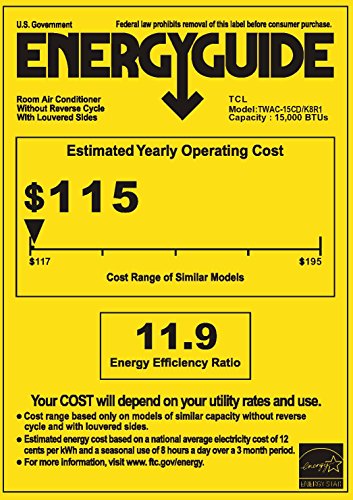 U.S. Government Federal law prohibits removal of this label before consumer purchase.
ENERGYGUIDE
Room Air Conditioner
Without Reverse Cycle
With Louvered Sides
TCL
Model:TWAC-15CD/K8R1
Capacity : 15,000 BTUs
Estimated Yearly Operating Cost
$115
$117 $195
Cost Range of Similar Models
11.9
Energy Efficiency Ratio
Your COST will depend on your utility rates and use.
● Cost range based only on models of similar capacity without reverse
cycle and with louvered sides.
● Estimated energy cost based on a national average electricity cost of 12
cents per kWh and a seasonal use of 8 hours a day over a 3 month period.
● For more information, visit www. ftc.gov/energy.
energy
ENERGY STAR